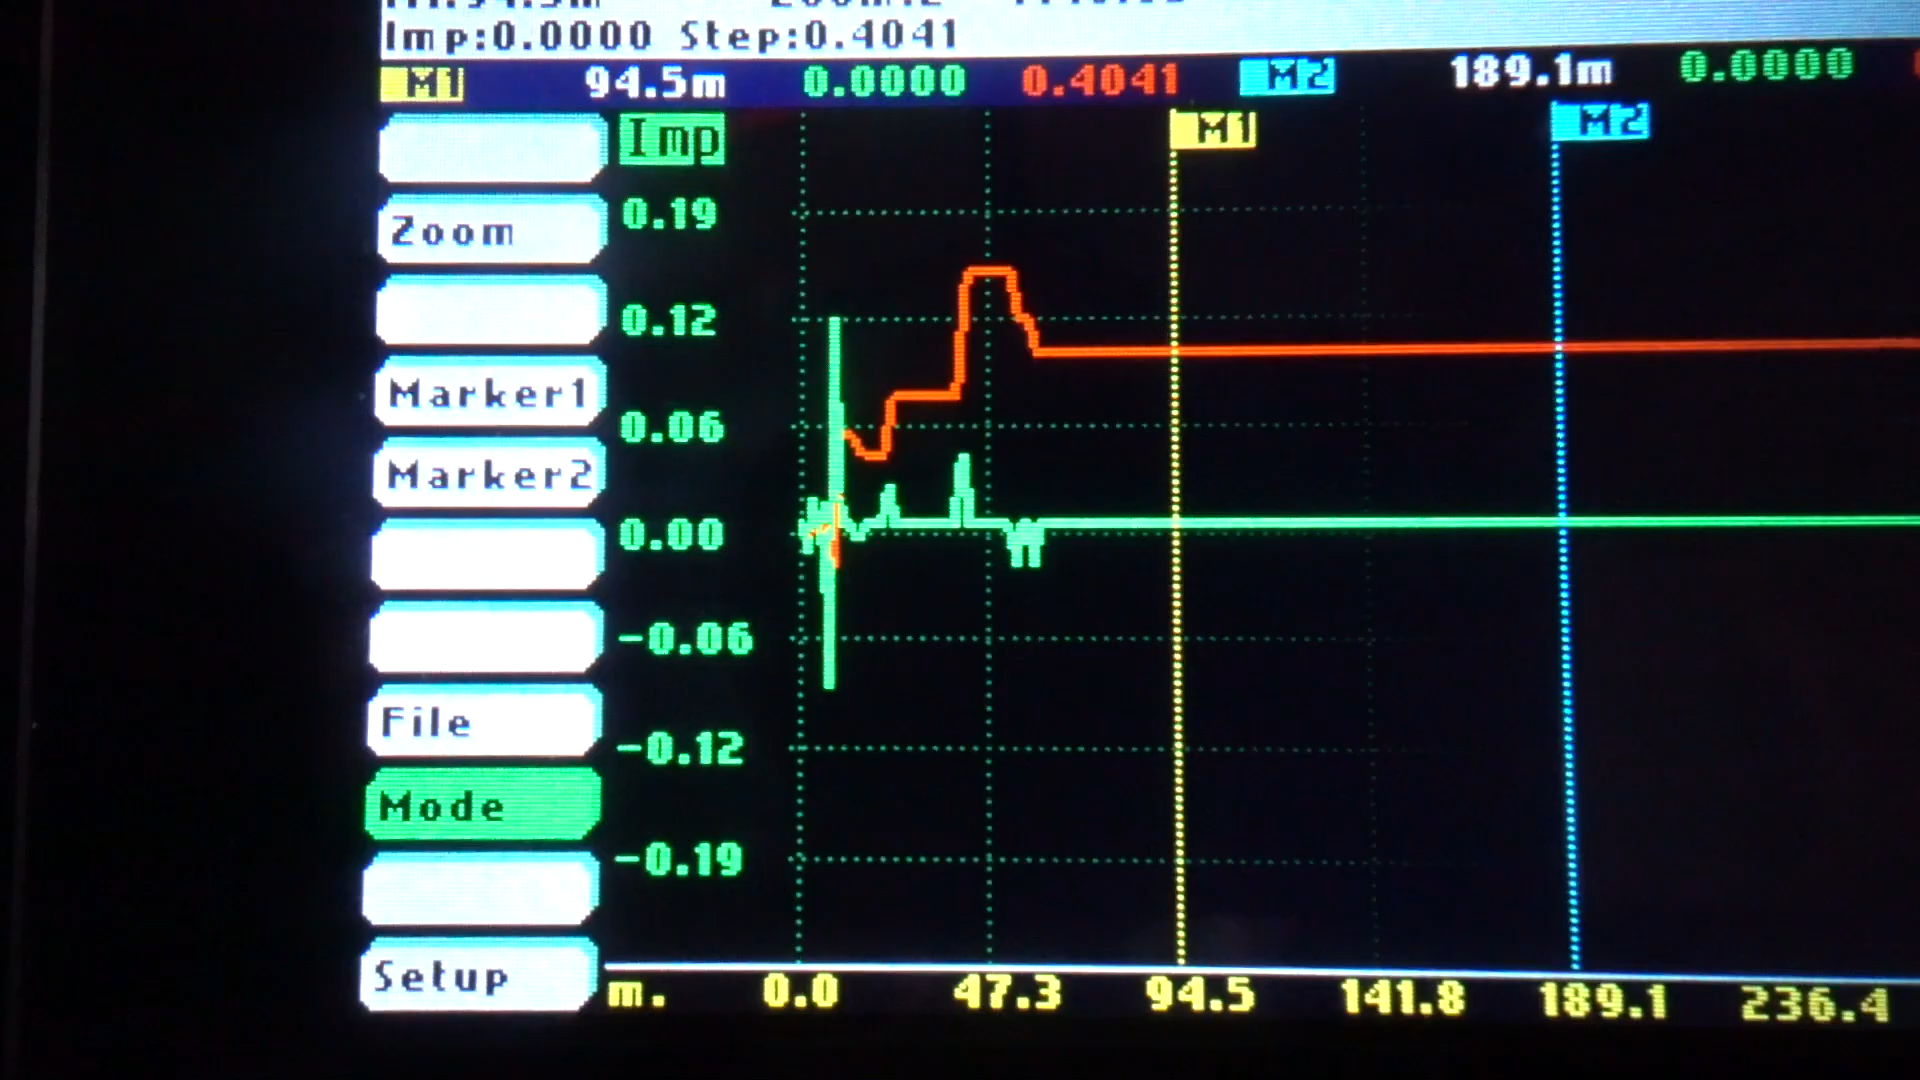 Imp:0.0000 Step:0.4041
M1 94.5m 0.0000 0.4041 M2 189.1m 0.0000
Imp M1 M2
Zoom 0.19
0.12
Marker1
0.06
Marker2
0.00
-0.06
File
-0.12
Mode
-0.19
Setup
m. 0.0 47.3 94.5 141.8 189.1 236.4